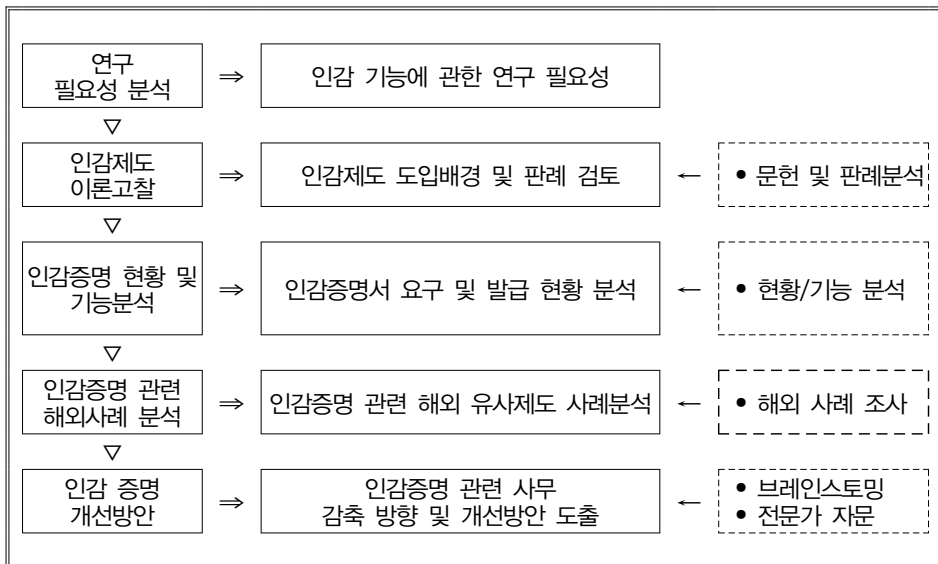 연구
필요성 분석
⇒
인감 기능에 관한 연구 필요성
▽
인감제도
이론고찰
⇒
인감제도 도입배경 및 판례 검토
←
• 문헌 및 판례분석
▽
인감증명 현황 및
기능분석
⇒
인감증명서 요구 및 발급 현황 분석
←
• 현황/기능 분석
▽
인감증명 관련
해외사례 분석
⇒
인감증명 관련 해외 유사제도 사례분석
←
• 해외 사례 조사
▽
인감 증명
개선방안
⇒
인감증명 관련 사무
감축 방향 및 개선방안 도출
←
• 브레인스토밍
• 전문가 자문